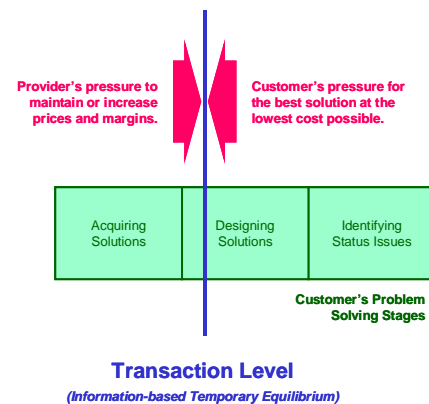 Provider's pressure to
maintain or increase
prices and margins.
Customer's pressure for
the best solution at the
lowest cost possible.
Acquiring
Solutions
Designing
Solutions
Identifying
Status Issues
Customer's Problem
Solving Stages
Transaction Level
(Information-based Temporary Equilibrium)